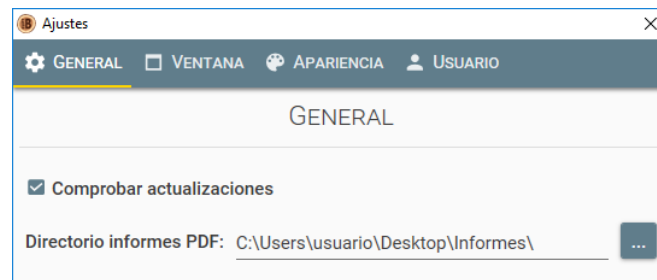 Ajustes
GENERAL VENTANA APARIENCIA USUARIO
GENERAL
Comprobar actualizaciones
Directorio informes PDF: C:\Users\usuario\Desktop\Informes\ ...